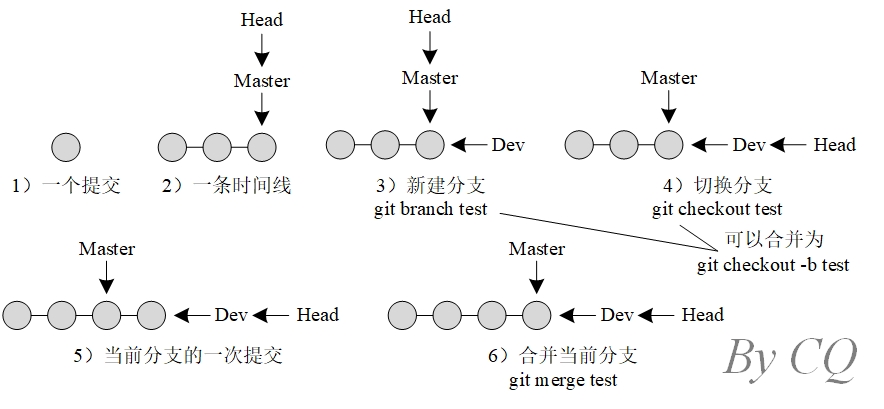 Head
Master
Head
Master
Dev
Master
Dev
Head
1）一个提交
2）一条时间线
3）新建分支
git branch test
4）切换分支
git checkout test
可以合并为
git checkout -b test
Master
Dev
Head
5）当前分支的一次提交
Master
Dev
Head
6）合并当前分支
git merge test
By CQ